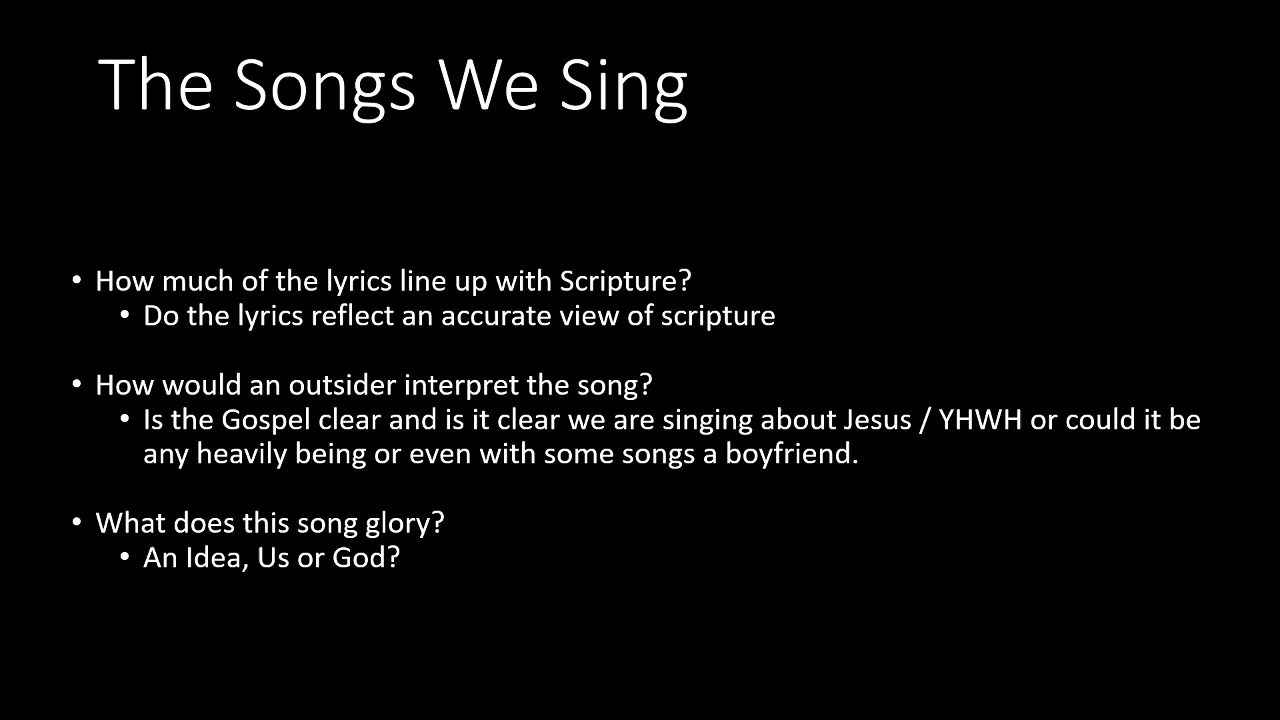 The Songs We Sing
• How much of the lyrics line up with Scripture?
• Do the lyrics reflect an accurate view of scripture
• How would an outsider interpret the song?
• Is the Gospel clear and is it clear we are singing about Jesus / YHWH or could it be
any heavily being or even with some songs a boyfriend.
• What does this song glory?
• An Idea, Us or God?